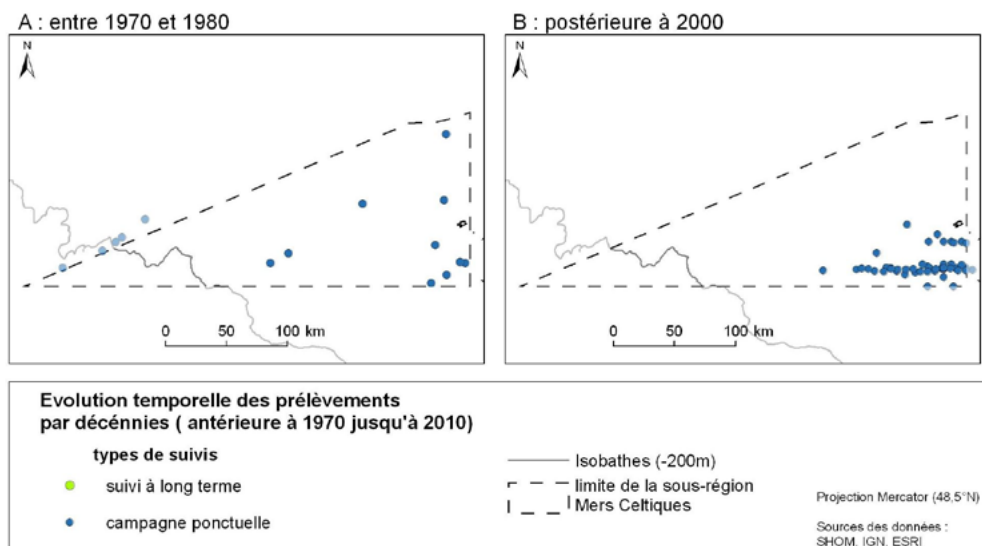 A : entre 1970 et 1980
B : postérieure à 2000
N
N
0 50 100 km
0 50 100 km
Evolution temporelle des prélèvements
par décénnies ( antérieure à 1970 jusqu'à 2010)
types de suivis
suivi à long terme
campagne ponctuelle
Isobathes (-200m)
limite de la sous-région
Mers Celtiques
Projection Mercator (48,5°N)
Sources des données :
SHOM, IGN, ESRI